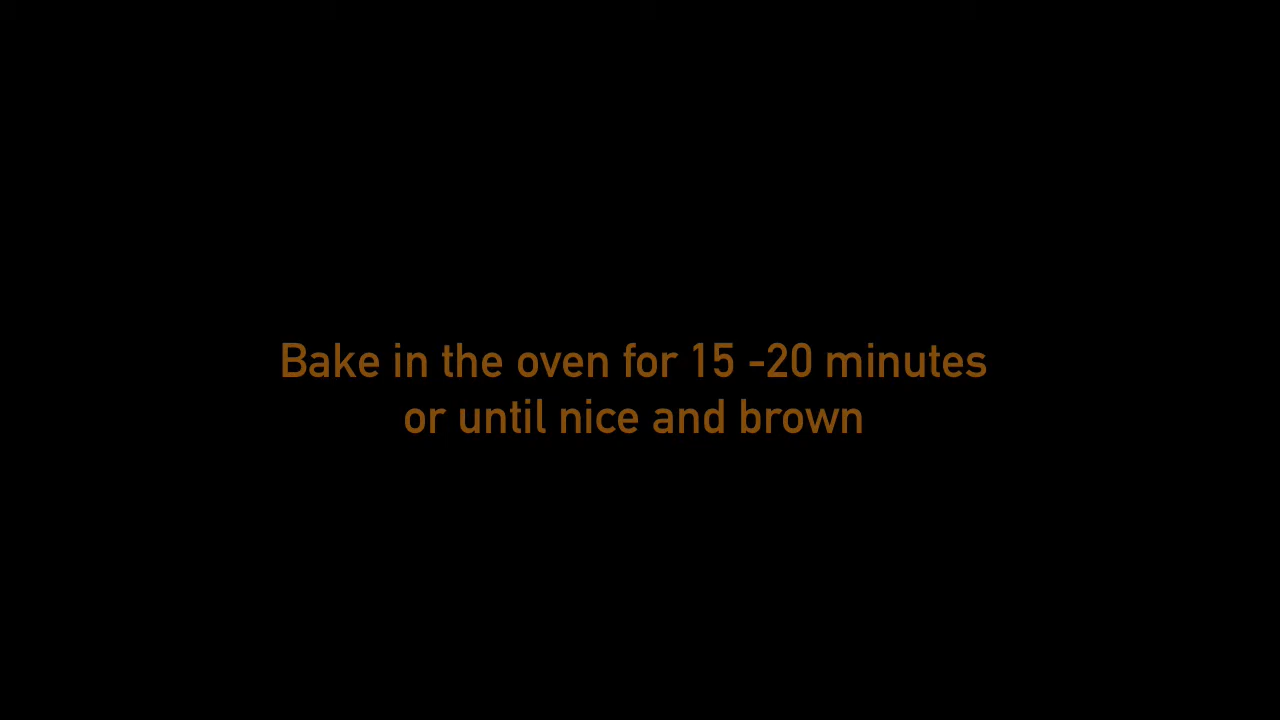 Bake in the oven for 15 -20 minutes
or until nice and brown